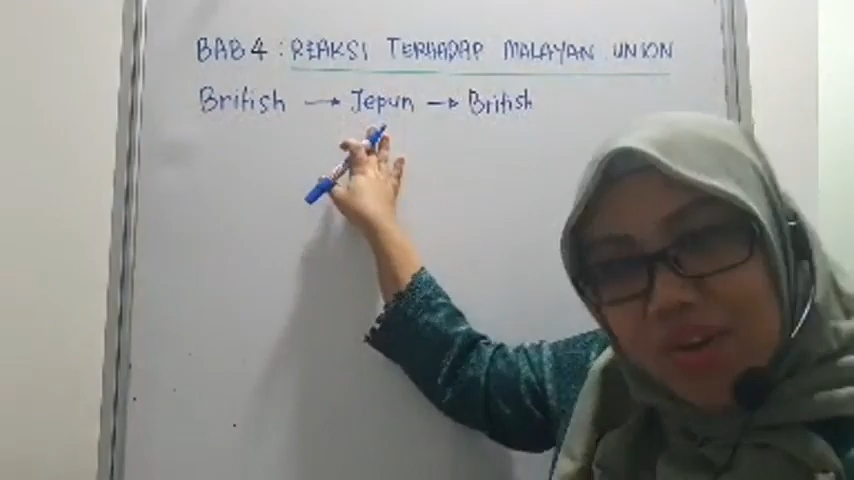 BAB 4 : REAKSI TERHADAP MALAYAN UNION
British → Jepun → British